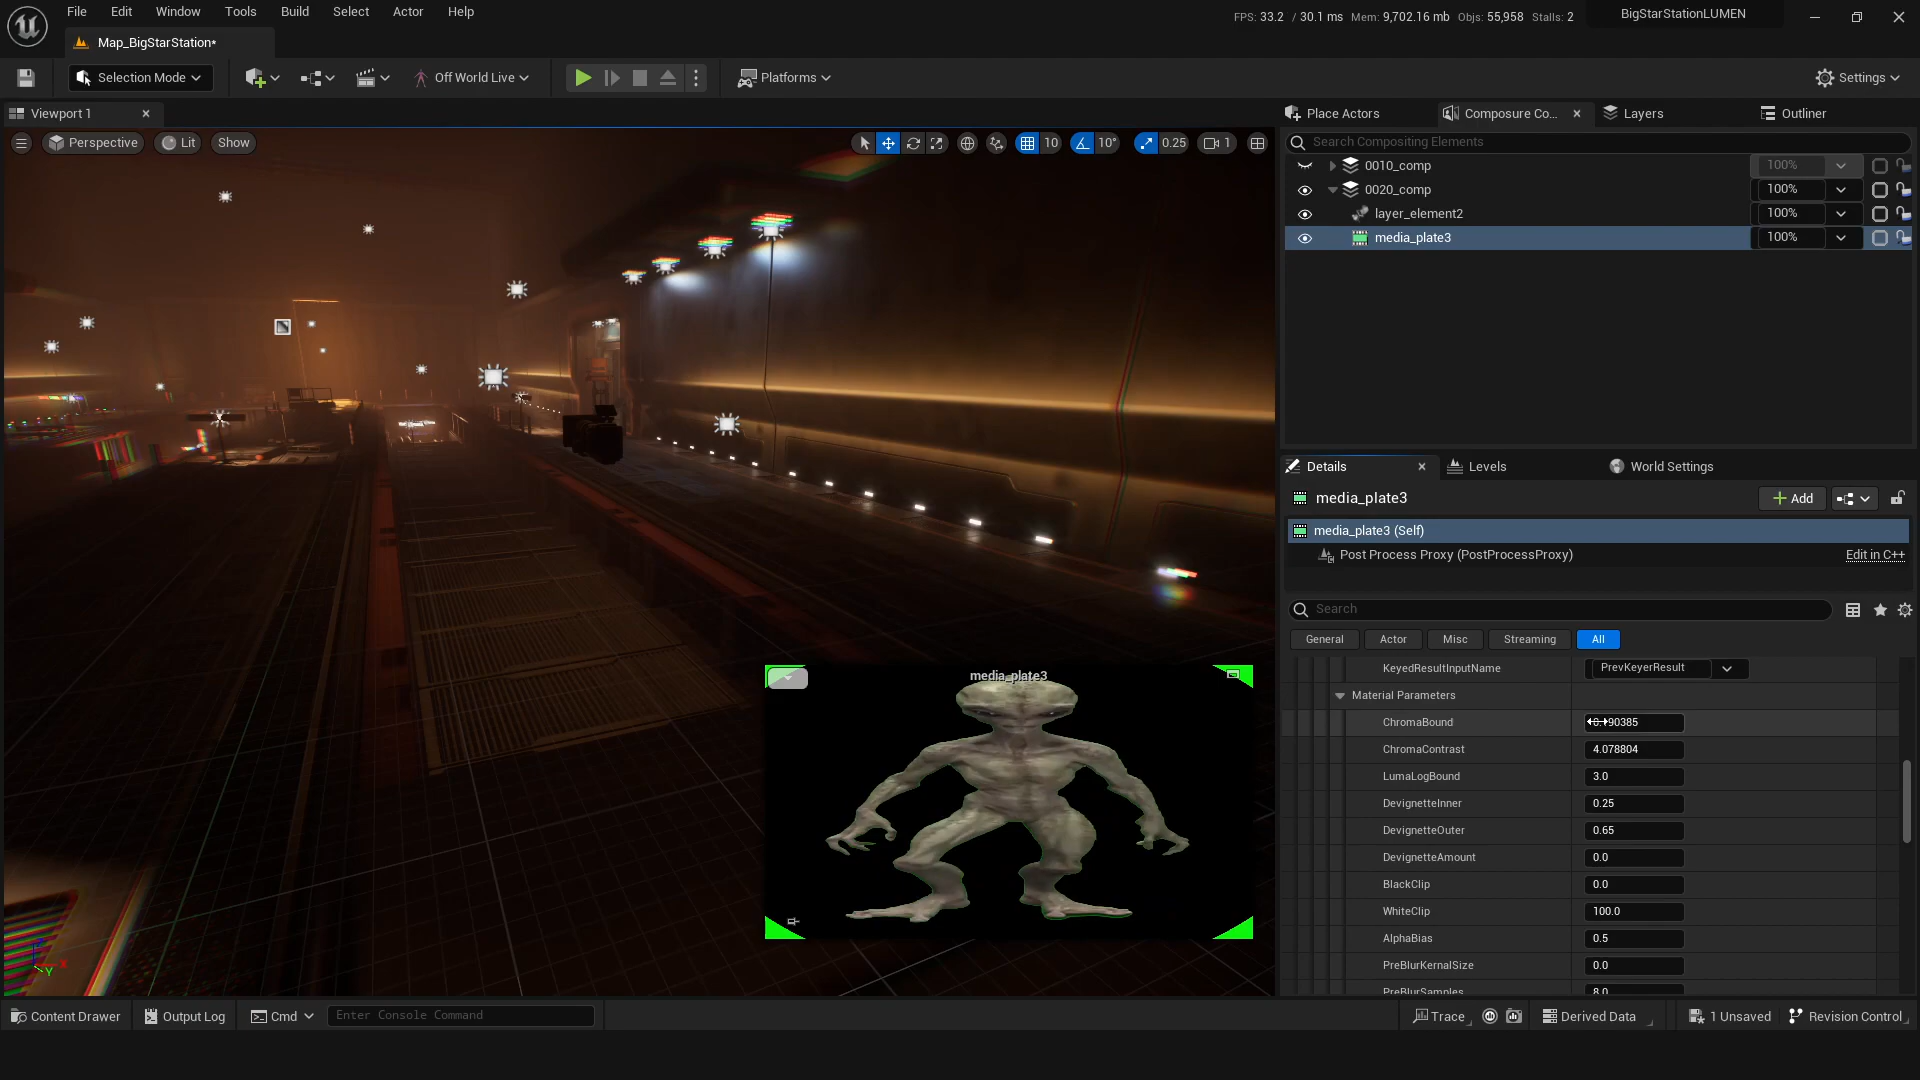 File Edit Window Tools Build Select Actor Help
FPS: 33.2 / 30.1 ms Mem: 9,702.16 mb Objs: 55,958 Stalls: 2
BigStarStationLUMEN
Map_BigStarStation*
Selection Mode
Off World Live
Platforms
Settings
Viewport 1
Perspective
Lit
Show
10
10°
0.25
1
Place Actors
Composure Co...
Layers
Outliner
Search Compositing Elements
0010_comp 100%
0020_comp 100%
layer_element2 100%
media_plate3 100%
Details
Levels
World Settings
media_plate3
Add
media_plate3 (Self)
Post Process Proxy (PostProcessProxy) Edit in C++
Search
General Actor Misc Streaming All
KeyedResultInputName PrevKeyerResult
Material Parameters
ChromaBound 90385
ChromaContrast 4.078804
LumaLogBound 3.0
DevignetteInner 0.25
DevignetteOuter 0.65
DevignetteAmount 0.0
BlackClip 0.0
WhiteClip 100.0
AlphaBias 0.5
PreBlurKernalSize 0.0
PreBlurSamples 8.0
media_plate3
X
Y
Content Drawer
Output Log
Cmd
Enter Console Command
Trace
Derived Data
1 Unsaved
Revision Control